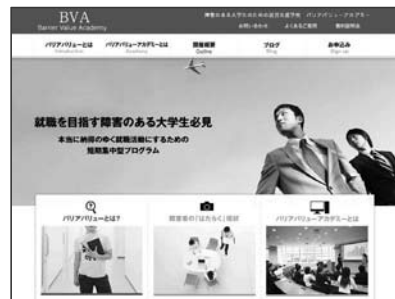 BVA
Barrier Value Academy
障害のある大学生のための就活支援学校 バリアバリューアカデミー
お問い合わせ よくあるご質問 無料説明会
バリアバリューとは バリアバリューアカデミーとは 開催概要 ブログ お申込み
Introduction Academy Outline Blog Sign up
就職を目指す障害のある大学生必見
本当に納得のゆく就職活動にするための
短期集中型プログラム
バリアバリューとは? 障害者の「はたらく」現状 バリアバリューアカデミーとは